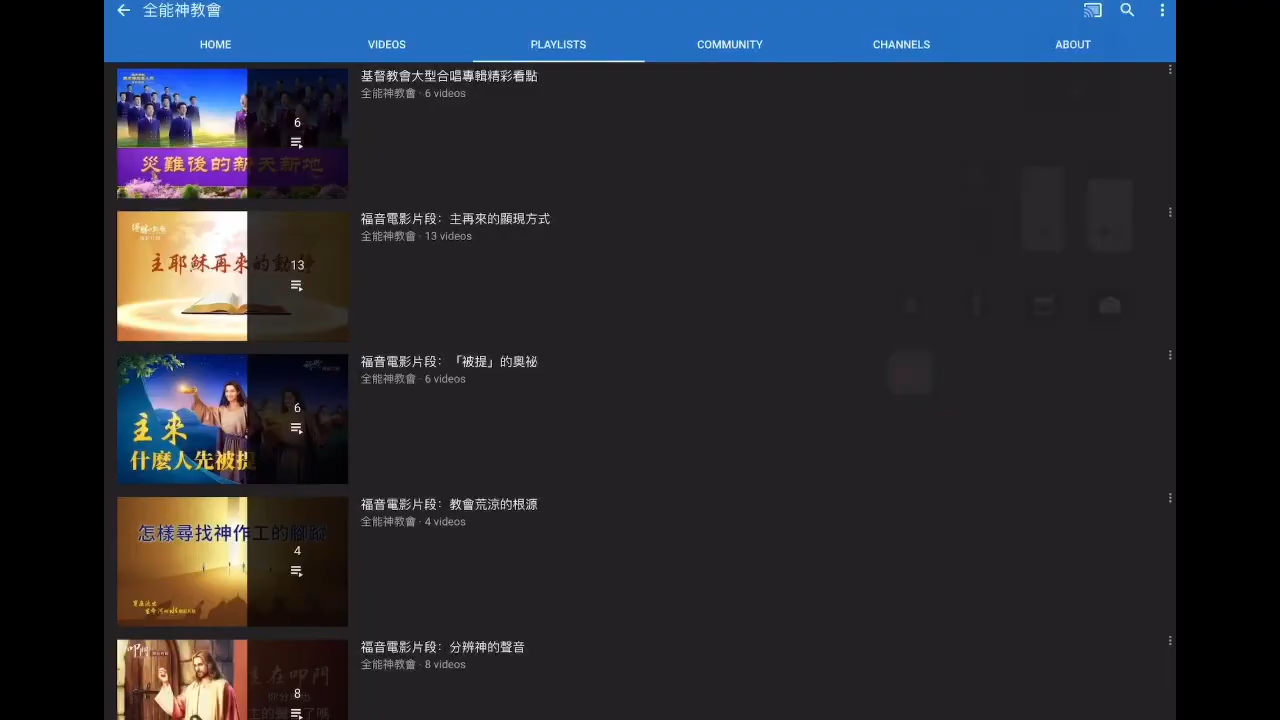 全能神教會
HOME
VIDEOS
PLAYLISTS
COMMUNITY
CHANNELS
ABOUT
6
災難後的新天新地
基督教會大型合唱專輯精彩看點
全能神教會 · 6 videos
13
主耶穌再來的
福音電影片段：主再來的顯現方式
全能神教會 · 13 videos
6
主來
什麼人先被提
福音電影片段：「被提」的奧祕
全能神教會 · 6 videos
怎樣尋找神作工的腳蹤
4
福音電影片段：教會荒涼的根源
全能神教會 · 4 videos
叩門
8
福音電影片段：分辨神的聲音
全能神教會 · 8 videos